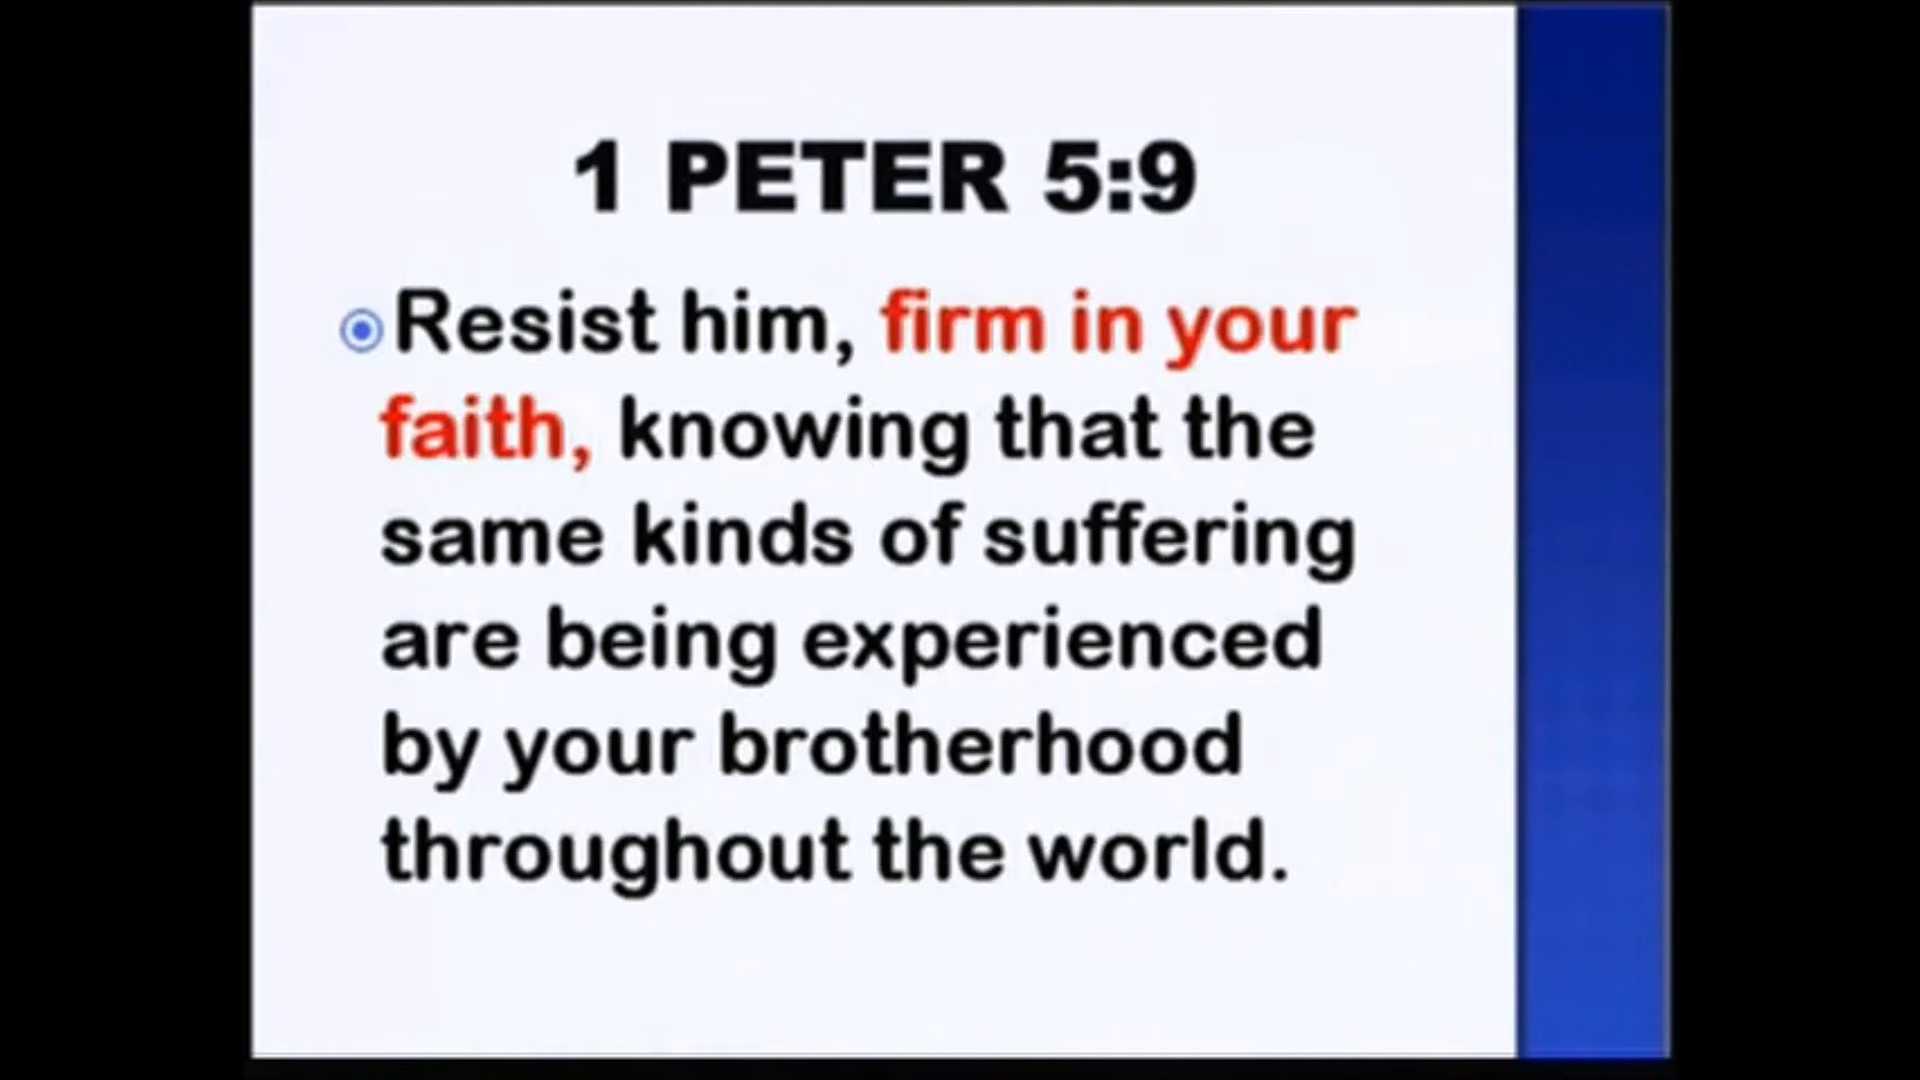 1 PETER 5:9
Resist him, firm in your
faith, knowing that the
same kinds of suffering
are being experienced
by your brotherhood
throughout the world.